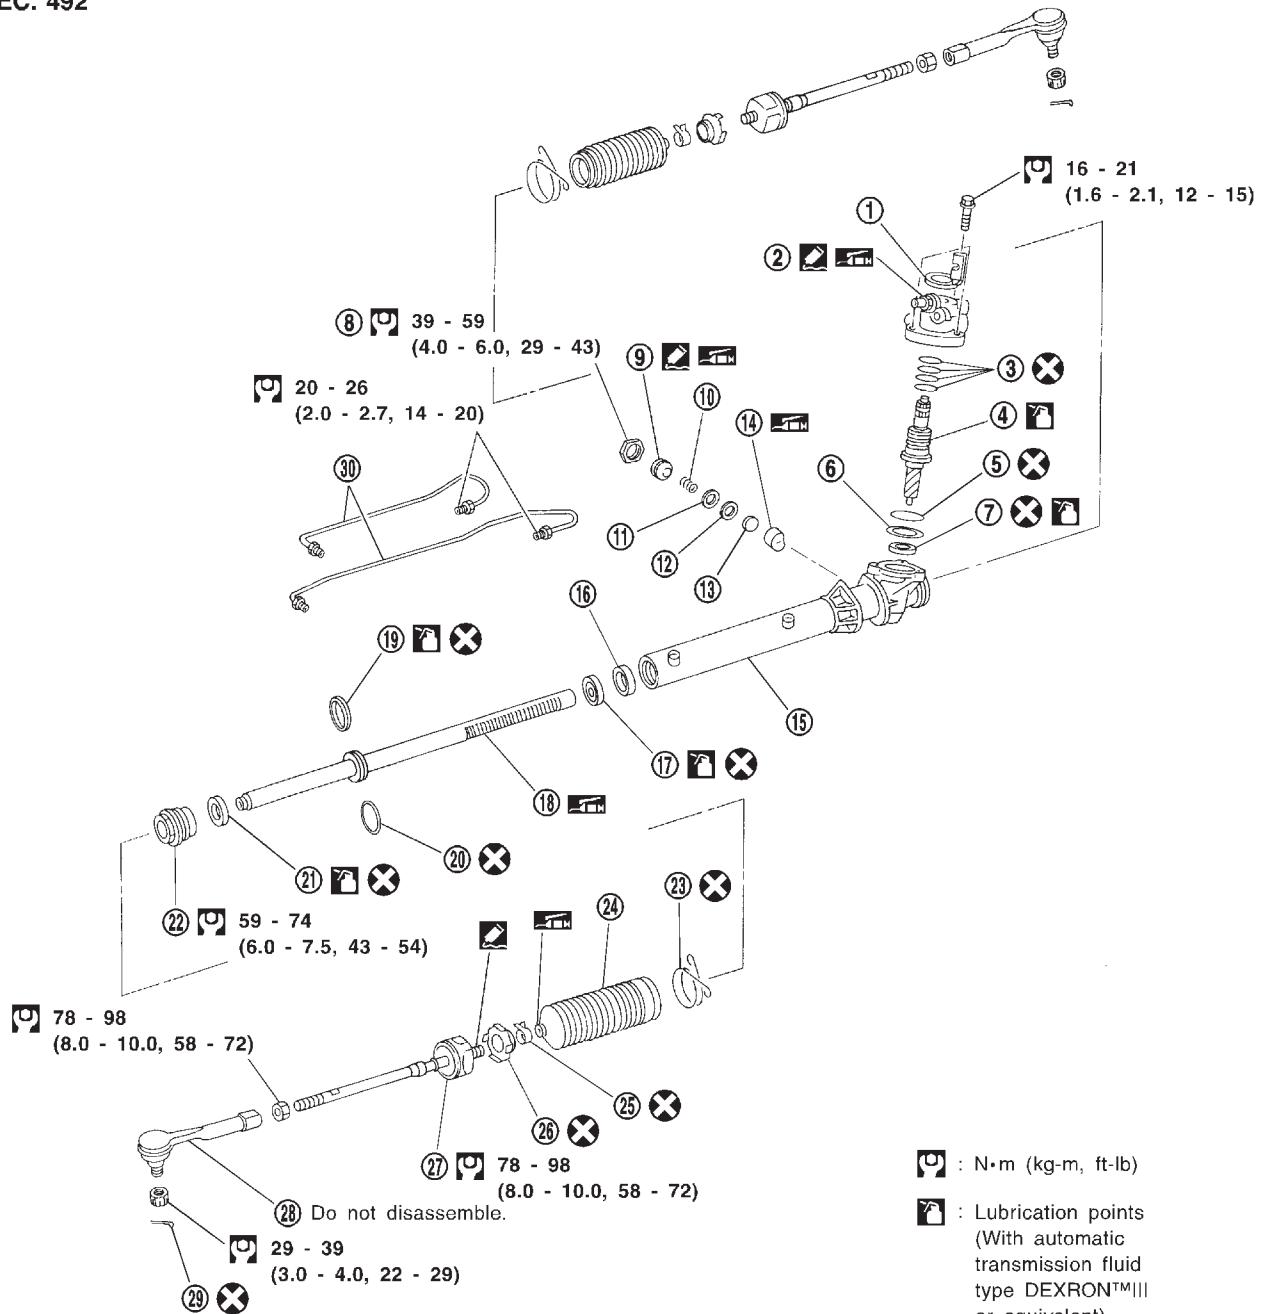 EC. 492
16 - 21
(1.6 - 2.1, 12 - 15)
1
2
8 39 - 59
(4.0 - 6.0, 29 - 43)
9
3
20 - 26
(2.0 - 2.7, 14 - 20)
10
14
4
30
6
5
11
7
12
13
16
19
15
17
18
20
21
23
24
22 59 - 74
(6.0 - 7.5, 43 - 54)
78 - 98
(8.0 - 10.0, 58 - 72)
25
26
27 78 - 98
(8.0 - 10.0, 58 - 72)
28 Do not disassemble.
29 - 39
(3.0 - 4.0, 22 - 29)
29
: N•m (kg-m, ft-lb)
: Lubrication points
(With automatic
transmission fluid
type DEXRON™III
or equivalent)